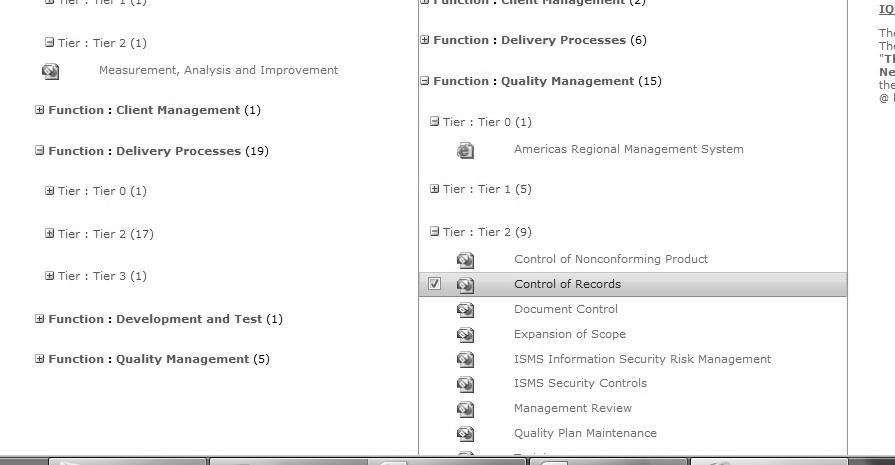 Tier : Tier 1 (1)
Tier : Tier 2 (1)
Measurement, Analysis and Improvement
Function : Client Management (1)
Function : Delivery Processes (19)
Tier : Tier 0 (1)
Tier : Tier 2 (17)
Tier : Tier 3 (1)
Function : Development and Test (1)
Function : Quality Management (5)
Function : Client Management (2)
Function : Delivery Processes (6)
Function : Quality Management (15)
Tier : Tier 0 (1)
Americas Regional Management System
Tier : Tier 1 (5)
Tier : Tier 2 (9)
Control of Nonconforming Product
Control of Records
Document Control
Expansion of Scope
ISMS Information Security Risk Management
ISMS Security Controls
Management Review
Quality Plan Maintenance
IQ
The
The
"Th
Ne
the
@